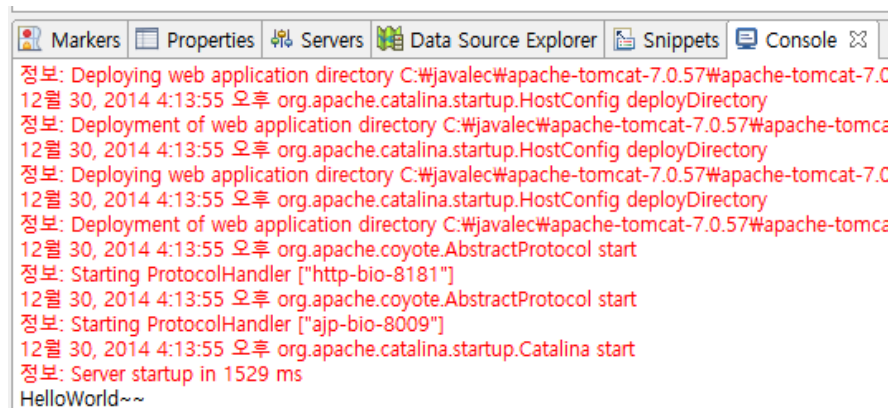 Markers Properties Servers Data Source Explorer Snippets Console
정보: Deploying web application directory C:₩javalec₩apache-tomcat-7.0.57₩apache-tomcat-7.0
12월 30, 2014 4:13:55 오후 org.apache.catalina.startup.HostConfig deployDirectory
정보: Deployment of web application directory C:₩javalec₩apache-tomcat-7.0.57₩apache-tomca
12월 30, 2014 4:13:55 오후 org.apache.catalina.startup.HostConfig deployDirectory
정보: Deploying web application directory C:₩javalec₩apache-tomcat-7.0.57₩apache-tomcat-7.0
12월 30, 2014 4:13:55 오후 org.apache.catalina.startup.HostConfig deployDirectory
정보: Deployment of web application directory C:₩javalec₩apache-tomcat-7.0.57₩apache-tomca
12월 30, 2014 4:13:55 오후 org.apache.coyote.AbstractProtocol start
정보: Starting ProtocolHandler ["http-bio-8181"]
12월 30, 2014 4:13:55 오후 org.apache.coyote.AbstractProtocol start
정보: Starting ProtocolHandler ["ajp-bio-8009"]
12월 30, 2014 4:13:55 오후 org.apache.catalina.startup.Catalina start
정보: Server startup in 1529 ms
HelloWorld~~